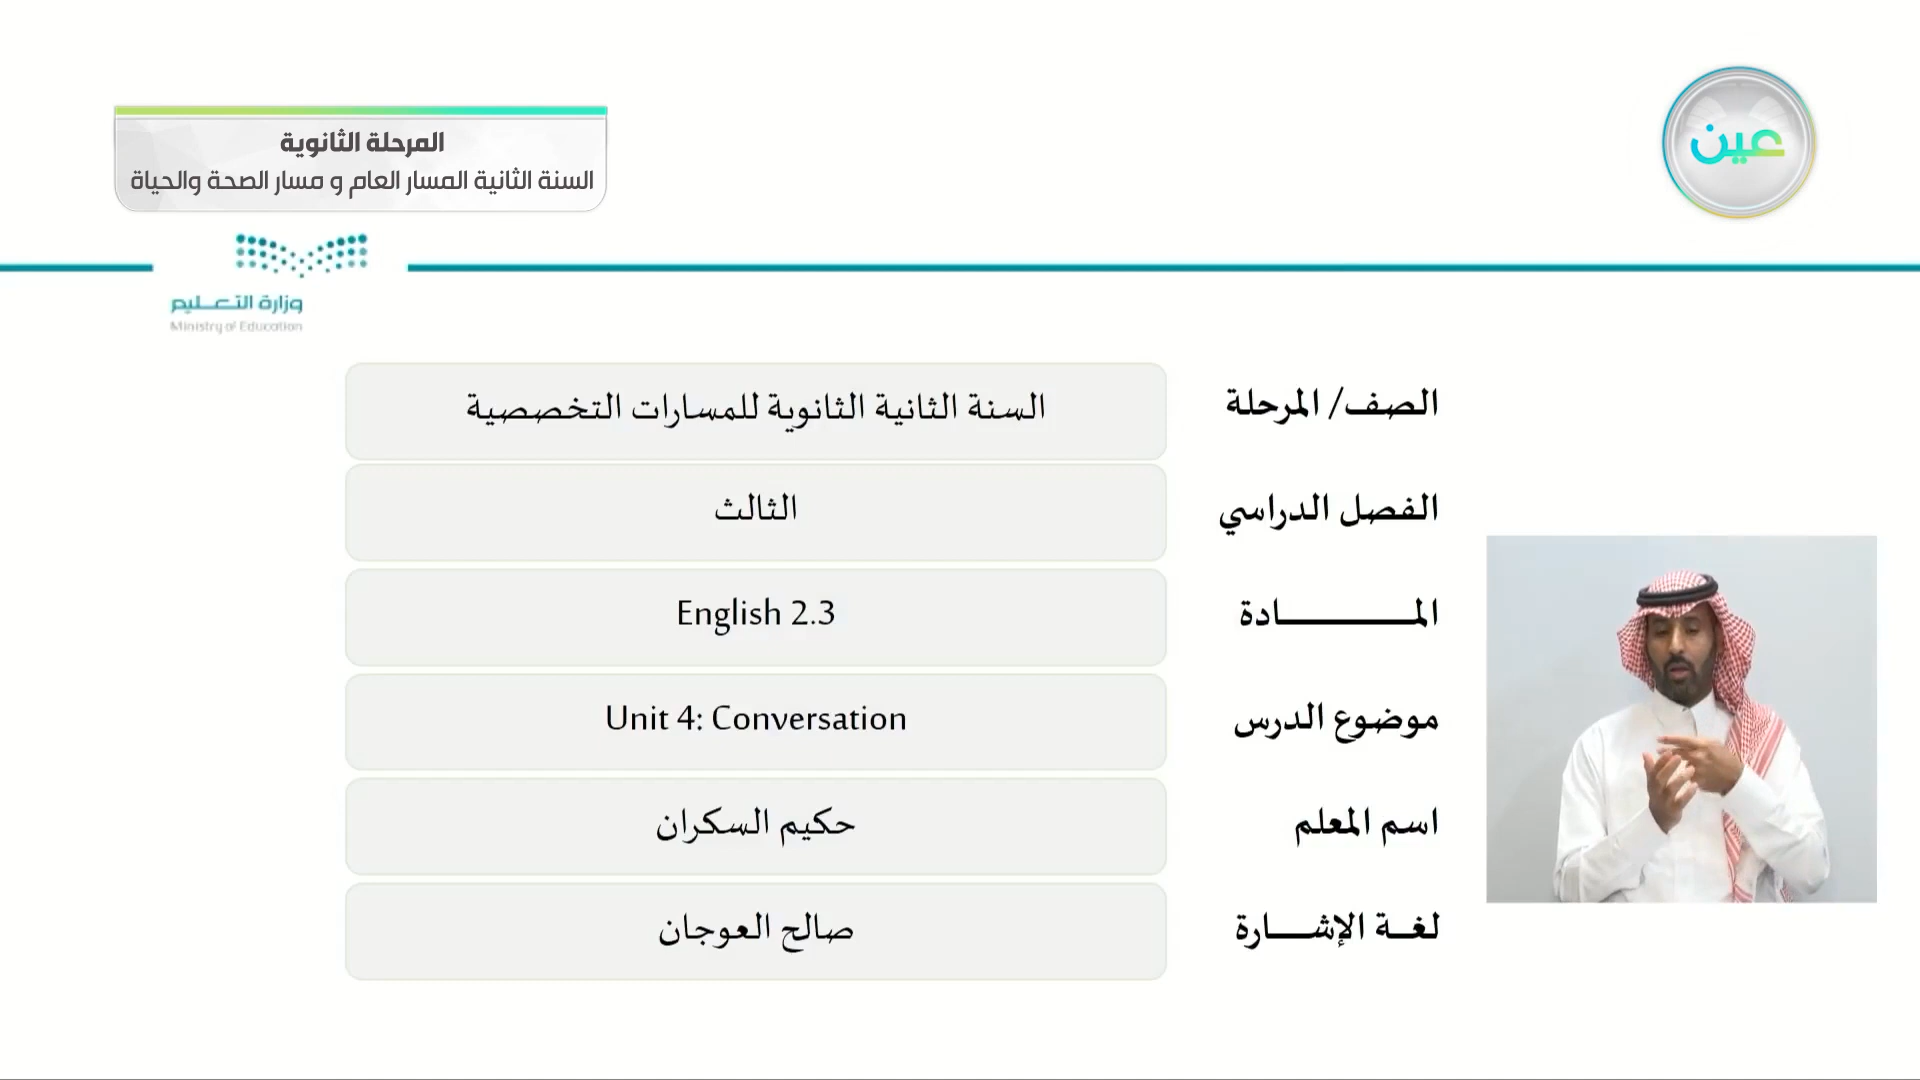 المرحلة الثانوية
السنة الثانية المسار العام و مسار الصحة والحياة
عين
وزارة التعليم
Ministry of Education
الصف/ المرحلة
السنة الثانية الثانوية للمسارات التخصصية
الفصل الدراسي
الثالث
المـــــــــــادة
English 2.3
موضوع الدرس
Unit 4: Conversation
اسم المعلم
حكيم السكران
لغـة الإشـــارة
صالح العوجان